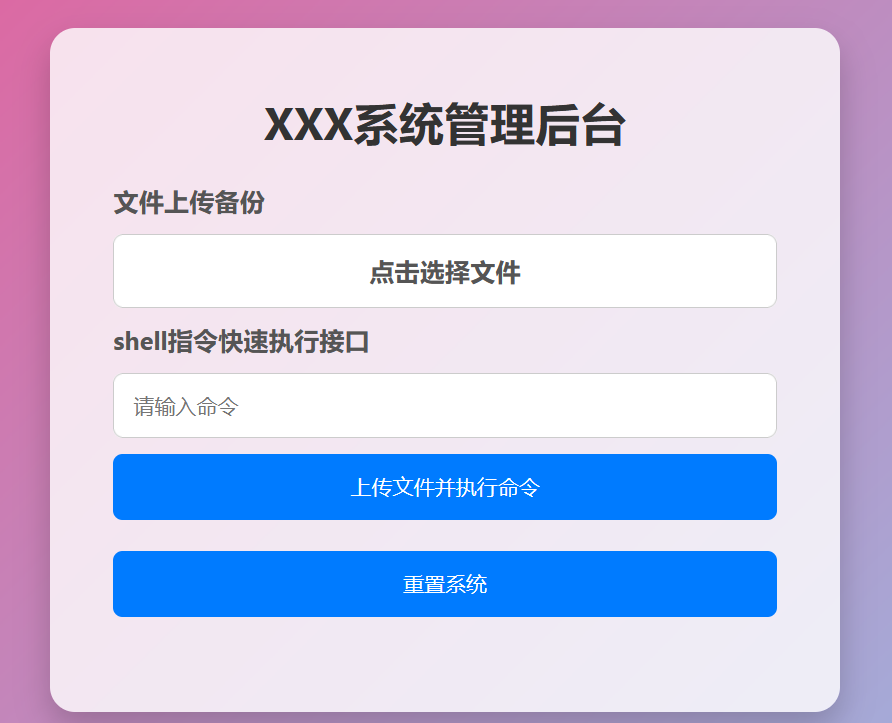 XXX系统管理后台
文件上传备份
点击选择文件
shell指令快速执行接口
请输入命令
上传文件并执行命令
重置系统